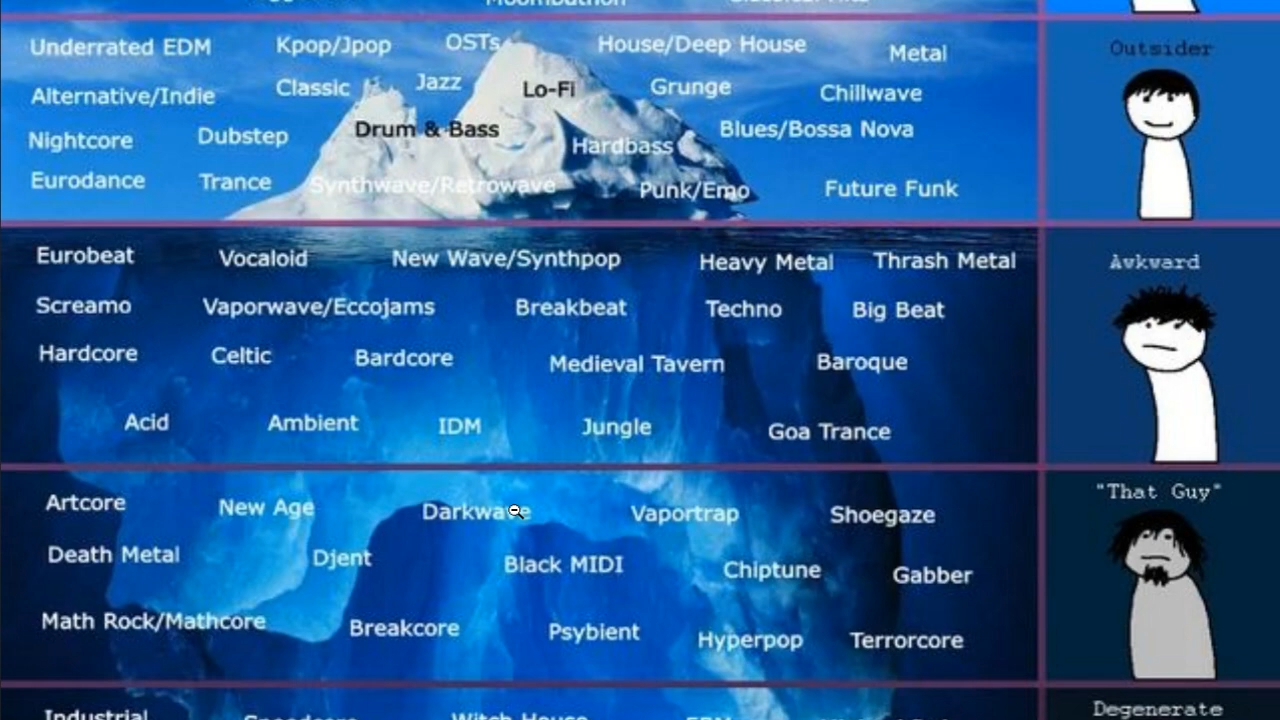 Moombahton
Underrated EDM Kpop/Jpop OSTs House/Deep House Metal Outsider
Alternative/Indie Classic Jazz Lo-Fi Grunge Chillwave
Nightcore Dubstep Drum & Bass Hardbass Blues/Bossa Nova
Eurodance Trance Synthwave/Retrowave Punk/Emo Future Funk
Eurobeat Vocaloid New Wave/Synthpop Heavy Metal Thrash Metal Awkward
Screamo Vaporwave/Eccojams Breakbeat Techno Big Beat
Hardcore Celtic Bardcore Medieval Tavern Baroque
Acid Ambient IDM Jungle Goa Trance
Artcore New Age Darkwave Vaportrap Shoegaze "That Guy"
Death Metal Djent Black MIDI Chiptune Gabber
Math Rock/Mathcore Breakcore Psybient Hyperpop Terrorcore
Industrial Speedcore Witch House Degenerate